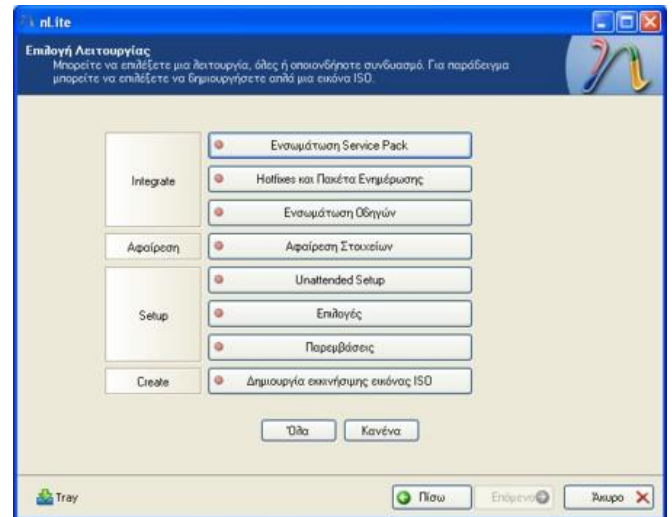 nLite
Επιλογή Λειτουργίας
Μπορείτε να επιλέξετε μια λειτουργία, όλες ή οποιονδήποτε συνδυασμό. Για παράδειγμα
μπορείτε να επιλέξετε να δημιουργήσετε απλά μια εικόνα ISO.
Integrate
Ενσωμάτωση Service Pack
Hotfixes και Πακέτα Ενημέρωσης
Ενσωμάτωση Οδηγών
Αφαίρεση
Αφαίρεση Στοιχείων
Setup
Unattended Setup
Επιλογές
Παρεμβάσεις
Create
Δημιουργία εκκινήσιμης εικόνας ISO
Όλα Κανένα
Tray Πίσω Επόμενο Άκυρο